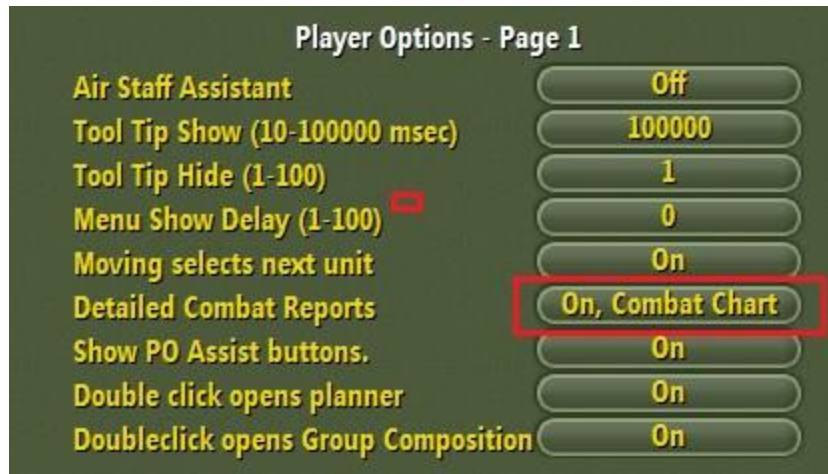 Player Options - Page 1
Air Staff Assistant Off
Tool Tip Show (10-100000 msec) 100000
Tool Tip Hide (1-100) 1
Menu Show Delay (1-100) 0
Moving selects next unit On
Detailed Combat Reports On, Combat Chart
Show PO Assist buttons. On
Double click opens planner On
Doubleclick opens Group Composition On